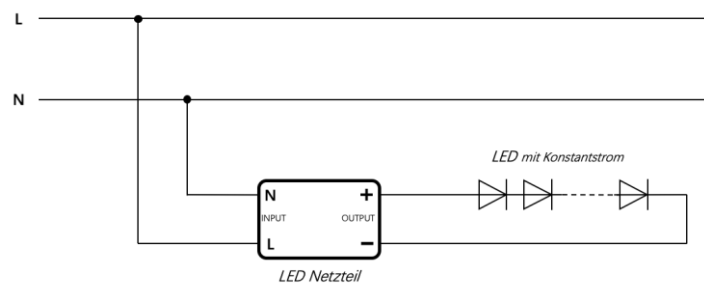 L
N
LED mit Konstantstrom
N +
INPUT OUTPUT
L −
LED Netzteil